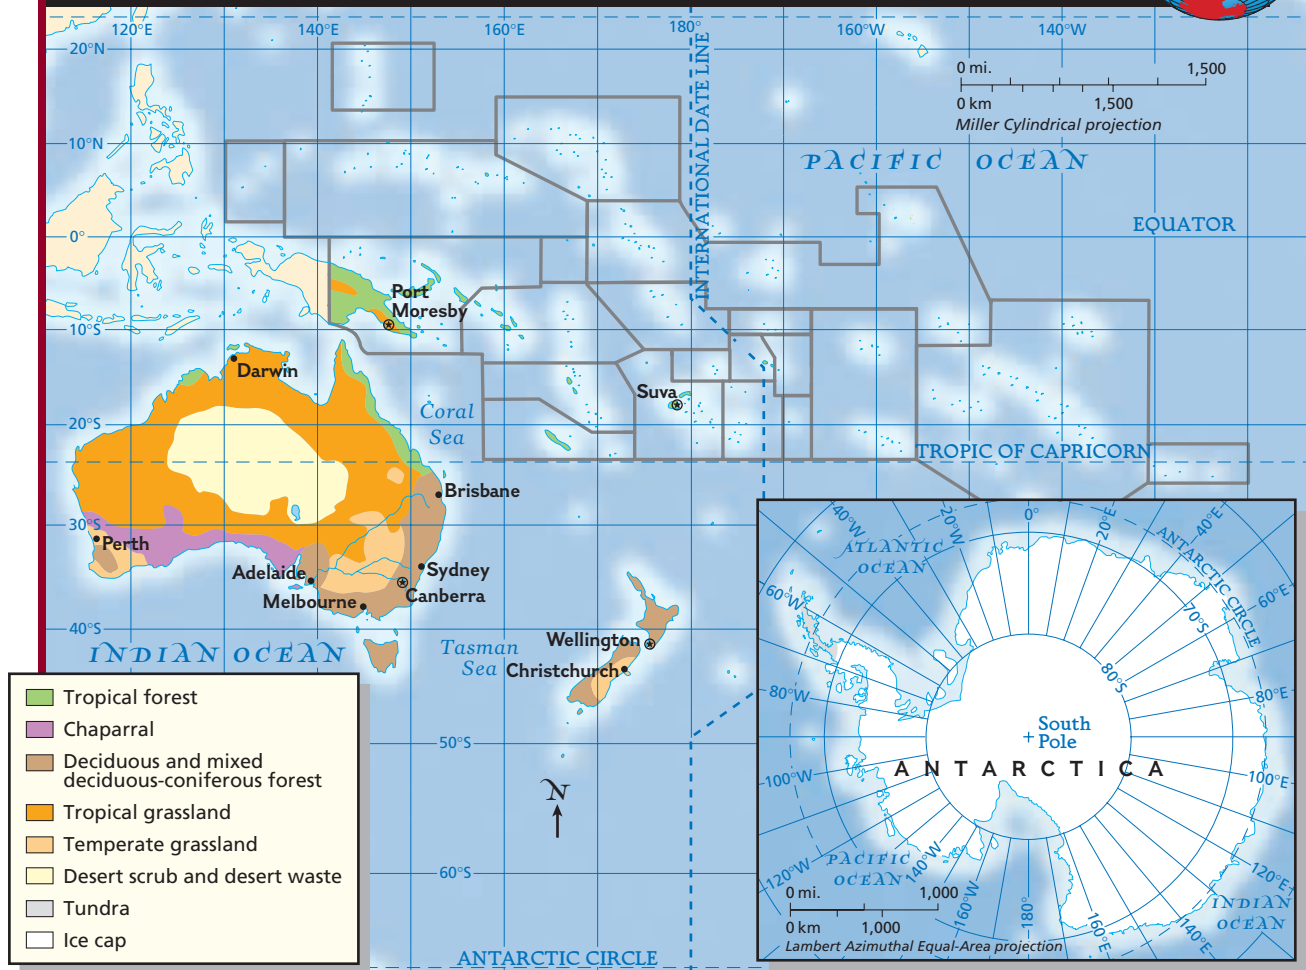 120°E
140°E
160°E
180°
160°W
140°W
20°N
10°N
0°
10°S
20°S
30°S
40°S
50°S
60°S
INTERNATIONAL DATE LINE
0 mi.
1,500
0 km
1,500
Miller Cylindrical projection
PACIFIC OCEAN
EQUATOR
Port
Moresby
Darwin
Coral
Sea
Suva
TROPIC OF CAPRICORN
Brisbane
Perth
Adelaide
Sydney
Canberra
Melbourne
INDIAN OCEAN
Tasman
Sea
Wellington
Christchurch
N
ANTARCTIC CIRCLE
Tropical forest
Chaparral
Deciduous and mixed
deciduous-coniferous forest
Tropical grassland
Temperate grassland
Desert scrub and desert waste
Tundra
Ice cap
40°W
20°W
0°
20°E
40°E
ATLANTIC
OCEAN
ANTARCTIC CIRCLE
60°W
60°E
70°S
80°S
80°W
80°E
South
Pole
ANTARCTICA
100°W
100°E
PACIFIC
OCEAN
120°W
140°W
160°W
180°
160°E
140°E
120°E
INDIAN
OCEAN
0 mi.
1,000
0 km
1,000
Lambert Azimuthal Equal-Area projection